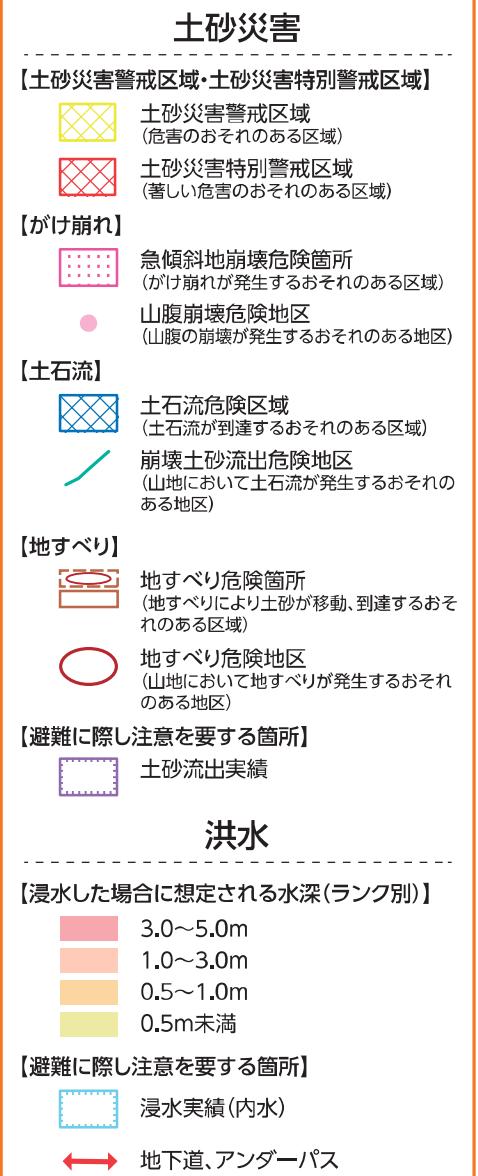 土砂災害
【土砂災害警戒区域・土砂災害特別警戒区域】
土砂災害警戒区域
(危害のおそれのある区域)
土砂災害特別警戒区域
(著しい危害のおそれのある区域)
【がけ崩れ】
急傾斜地崩壊危険箇所
(がけ崩れが発生するおそれのある区域)
山腹崩壊危険地区
(山腹の崩壊が発生するおそれのある地区)
【土石流】
土石流危険区域
(土石流が到達するおそれのある区域)
崩壊土砂流出危険地区
(山地において土石流が発生するおそれの
ある地区)
【地すべり】
地すべり危険箇所
(地すべりにより土砂が移動、到達するおそ
れのある区域)
地すべり危険地区
(山地において地すべりが発生するおそれ
のある地区)
【避難に際し注意を要する箇所】
土砂流出実績
洪水
【浸水した場合に想定される水深(ランク別)】
3.0〜5.0m
1.0〜3.0m
0.5〜1.0m
0.5m未満
【避難に際し注意を要する箇所】
浸水実績(内水)
地下道、アンダーパス